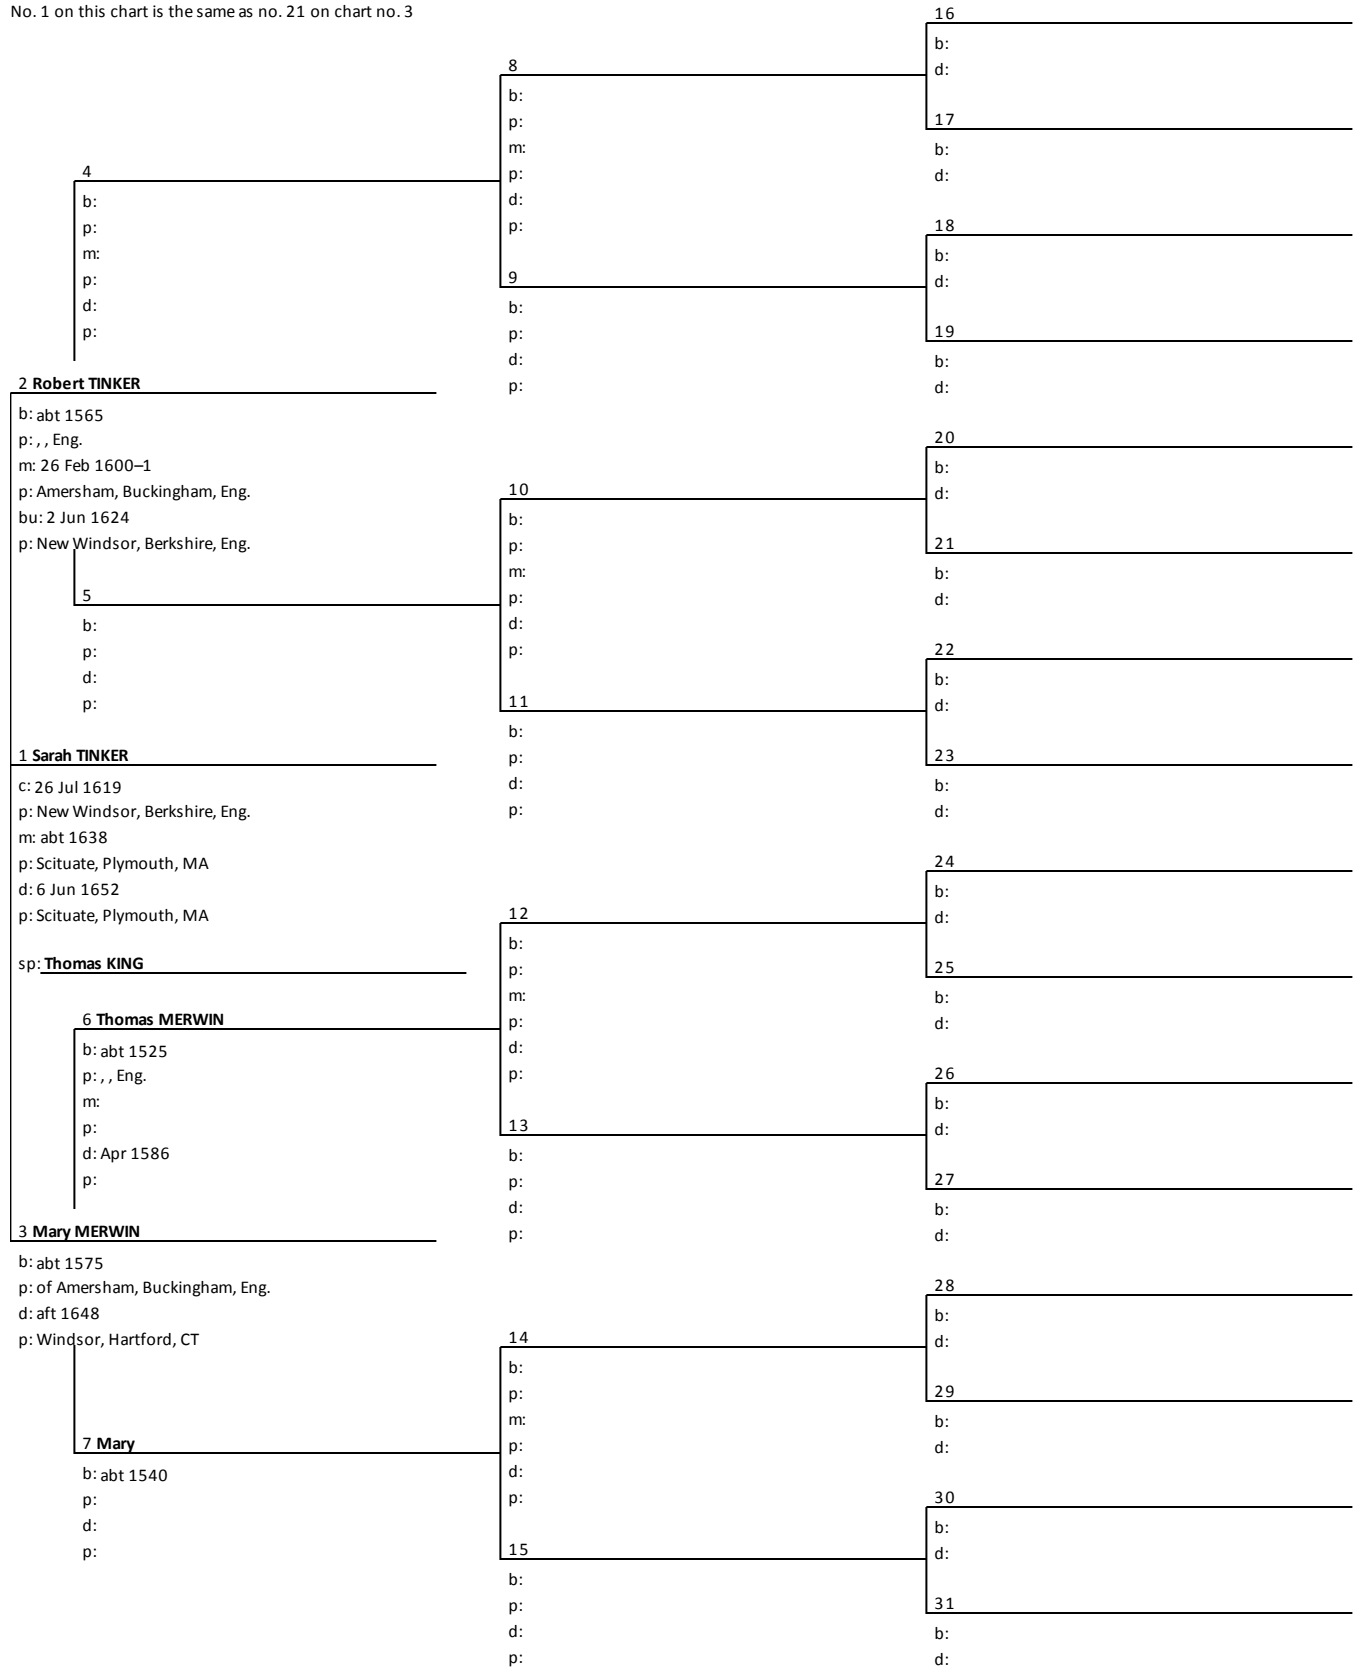 No. 1 on this chart is the same as no. 21 on chart no. 3
16
b:
d:
8
b:
p:
m:
p:
d:
p:
17
b:
d:
4
b:
p:
m:
p:
d:
p:
18
b:
d:
9
b:
p:
d:
p:
19
b:
d:
2 Robert TINKER
b: abt 1565
p: , , Eng.
m: 26 Feb 1600–1
p: Amersham, Buckingham, Eng.
bu: 2 Jun 1624
p: New Windsor, Berkshire, Eng.
20
b:
d:
10
b:
p:
m:
p:
d:
p:
21
b:
d:
5
b:
p:
d:
p:
22
b:
d:
11
b:
p:
d:
p:
23
b:
d:
1 Sarah TINKER
c: 26 Jul 1619
p: New Windsor, Berkshire, Eng.
m: abt 1638
p: Scituate, Plymouth, MA
d: 6 Jun 1652
p: Scituate, Plymouth, MA
sp: Thomas KING
24
b:
d:
12
b:
p:
m:
p:
d:
p:
25
b:
d:
6 Thomas MERWIN
b: abt 1525
p: , , Eng.
m:
p:
d: Apr 1586
p:
26
b:
d:
13
b:
p:
d:
p:
27
b:
d:
3 Mary MERWIN
b: abt 1575
p: of Amersham, Buckingham, Eng.
d: aft 1648
p: Windsor, Hartford, CT
28
b:
d:
14
b:
p:
m:
p:
d:
p:
29
b:
d:
7 Mary
b: abt 1540
p:
d:
p:
30
b:
d:
15
b:
p:
d:
p:
31
b:
d: